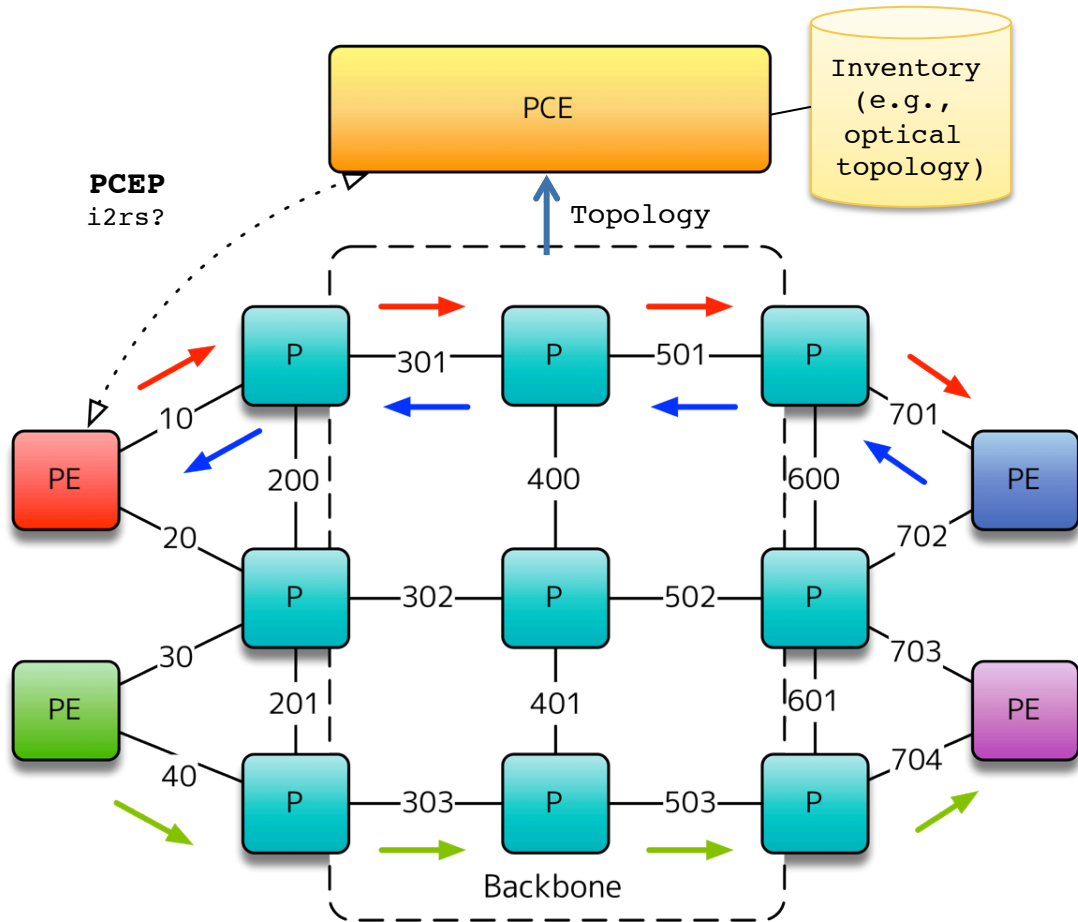 PCE
Inventory
(e.g.,
optical
topology)
PCEP
i2rs?
Topology
P
P
P
301
501
10
701
PE
PE
200
400
600
20
702
P
P
P
302
502
30
703
PE
PE
201
401
601
40
704
P
P
P
303
503
Backbone